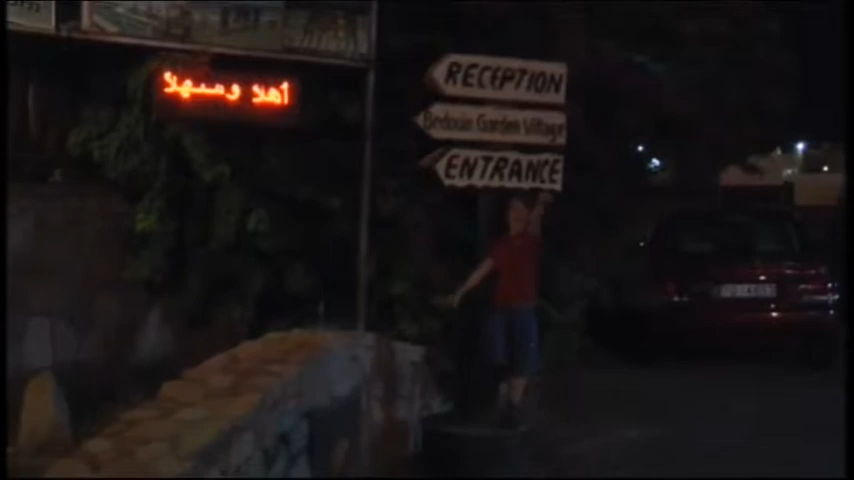 أهلا وسهلا
RECEPTION
Bedouin Garden Village
ENTRANCE